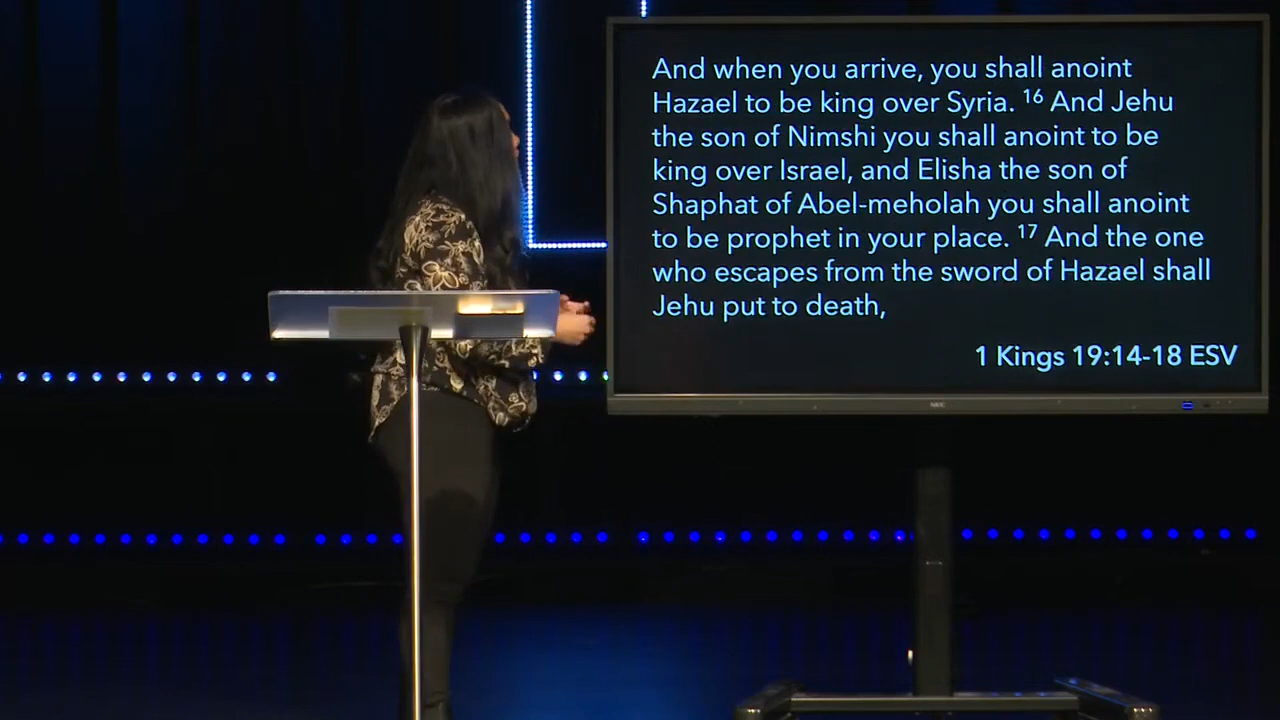 And when you arrive, you shall anoint
Hazael to be king over Syria. 16 And Jehu
the son of Nimshi you shall anoint to be
king over Israel, and Elisha the son of
Shaphat of Abel-meholah you shall anoint
to be prophet in your place. 17 And the one
who escapes from the sword of Hazael shall
Jehu put to death,
1 Kings 19:14-18 ESV
NEC